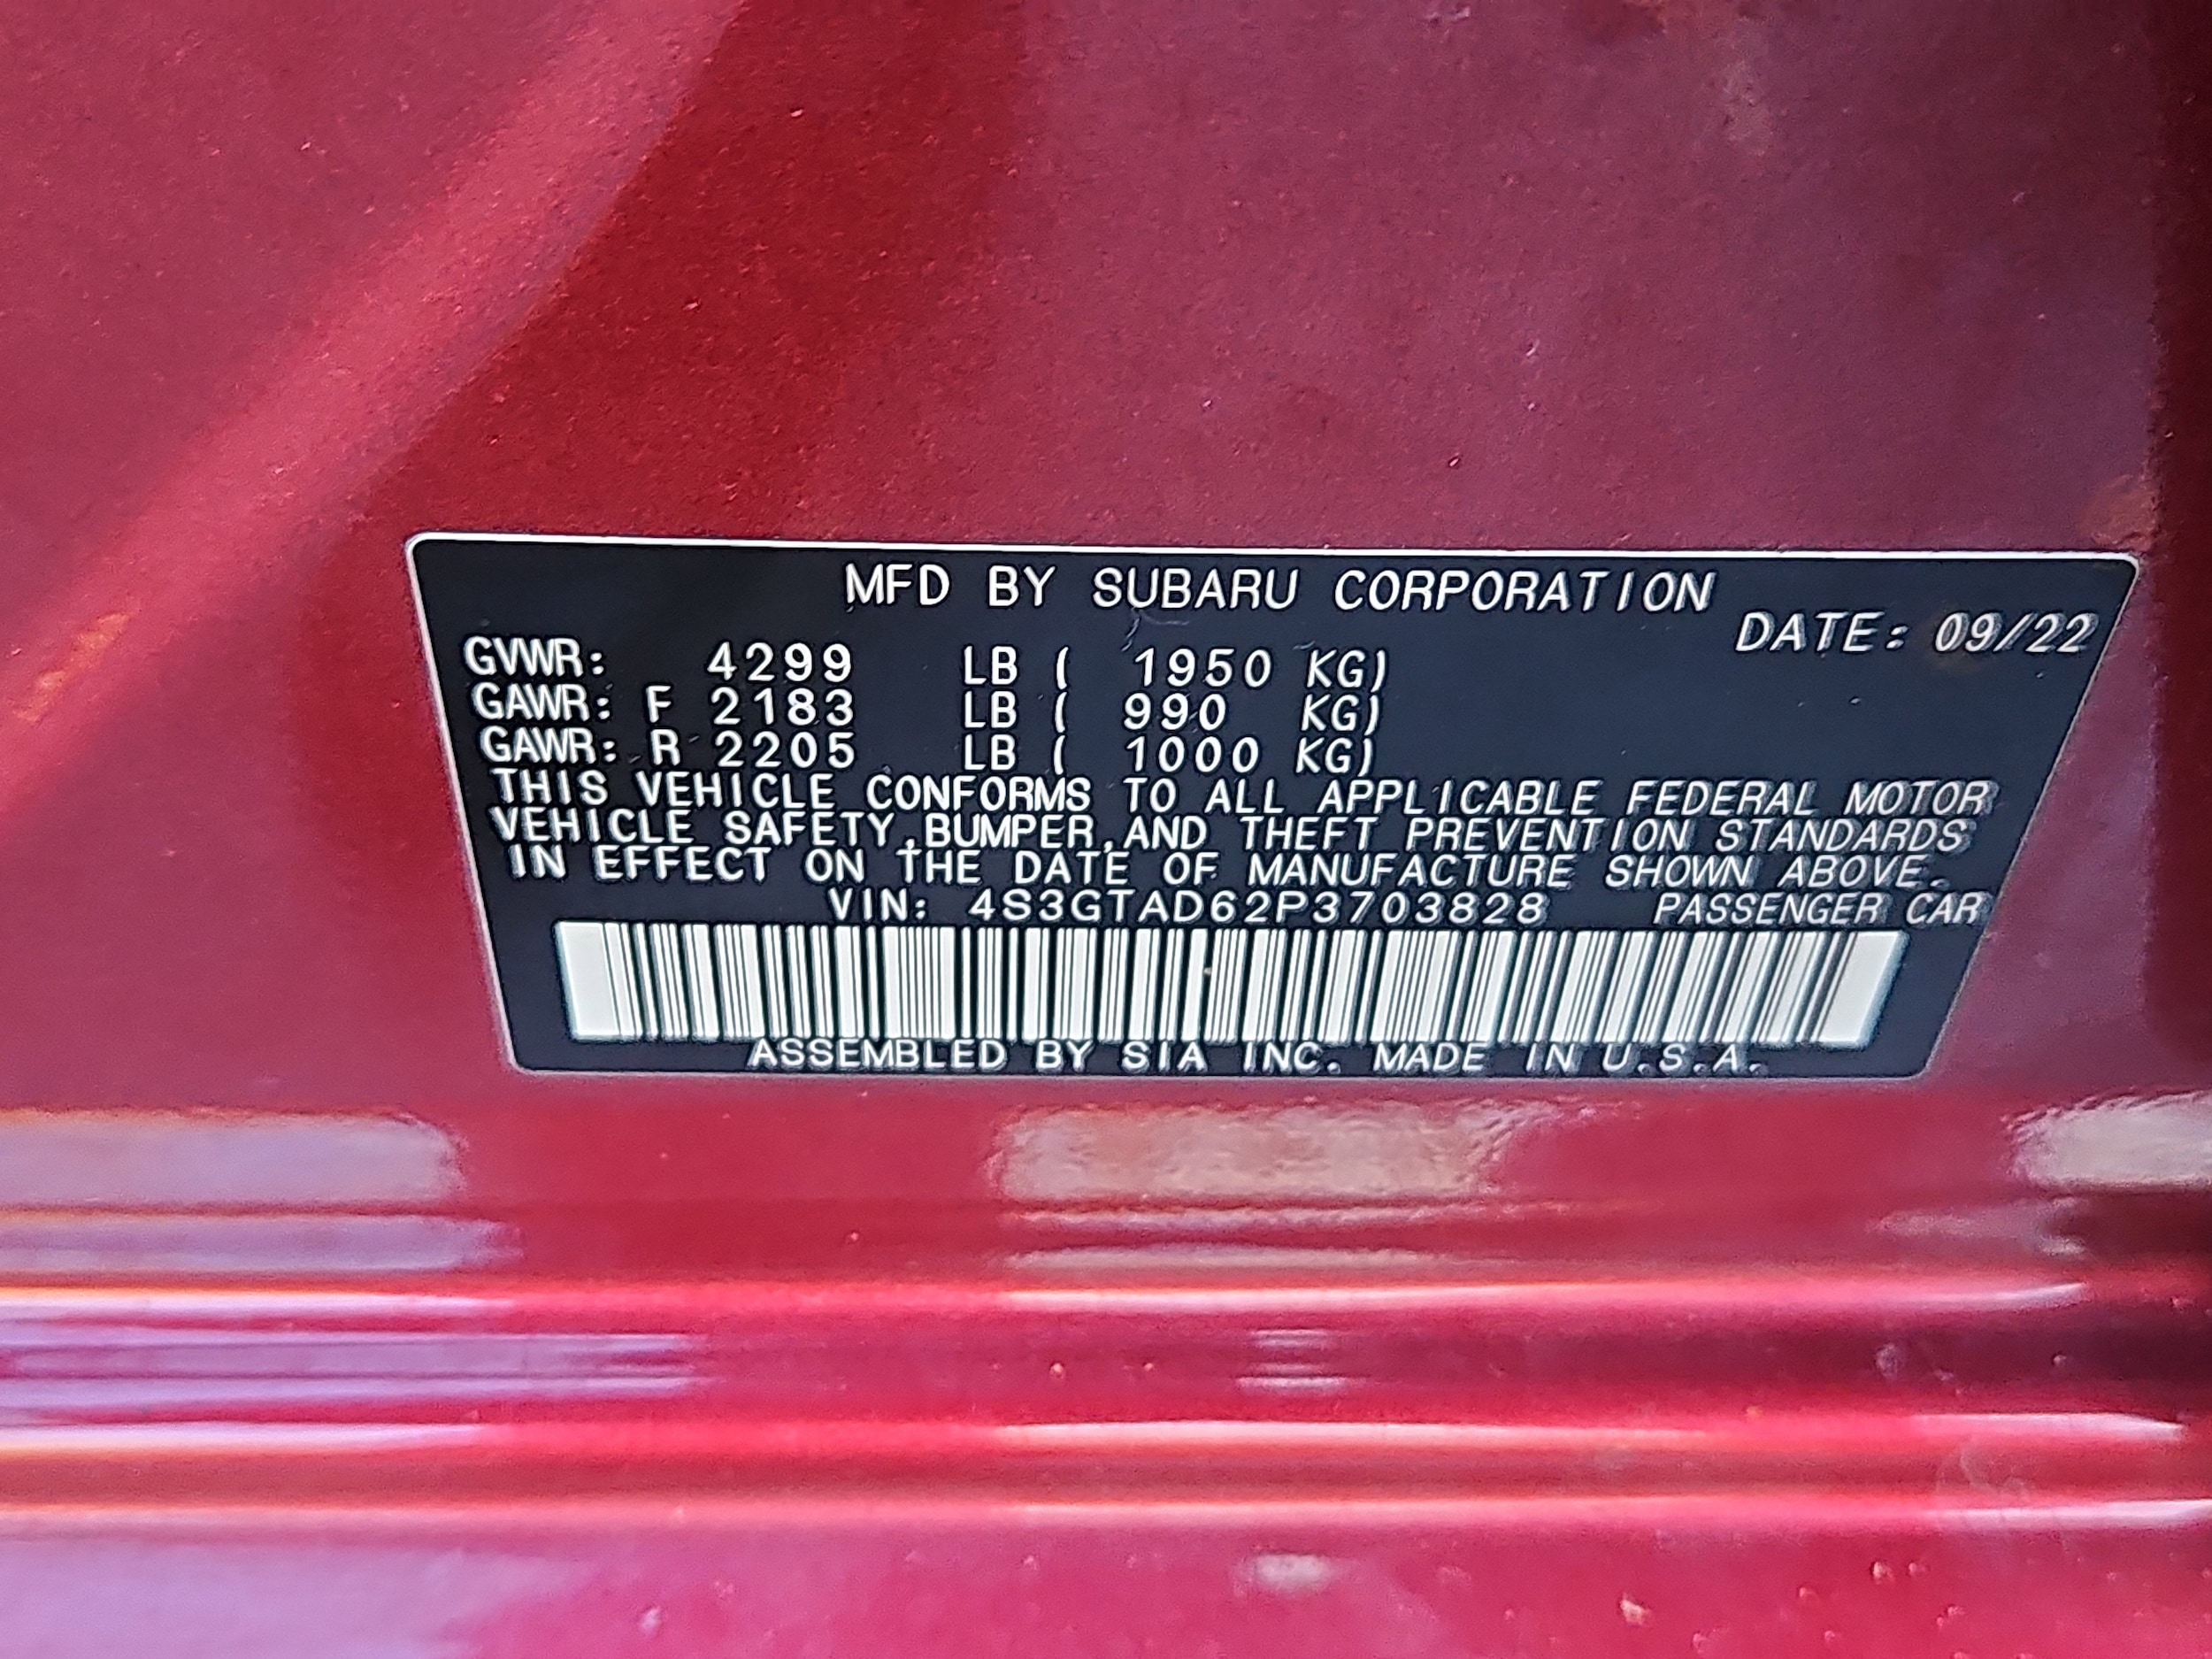 MFD BY SUBARU CORPORATION
DATE: 09/22
GVWR: 4299 LB ( 1950 KG)
GAWR: F 2183 LB ( 990 KG)
GAWR: R 2205 LB ( 1000 KG)
THIS VEHICLE CONFORMS TO ALL APPLICABLE FEDERAL MOTOR
VEHICLE SAFETY,BUMPER,AND THEFT PREVENTION STANDARDS
IN EFFECT ON THE DATE OF MANUFACTURE SHOWN ABOVE.
VIN: 4S3GTAD62P3703828 PASSENGER CAR
ASSEMBLED BY SIA INC. MADE IN U.S.A.